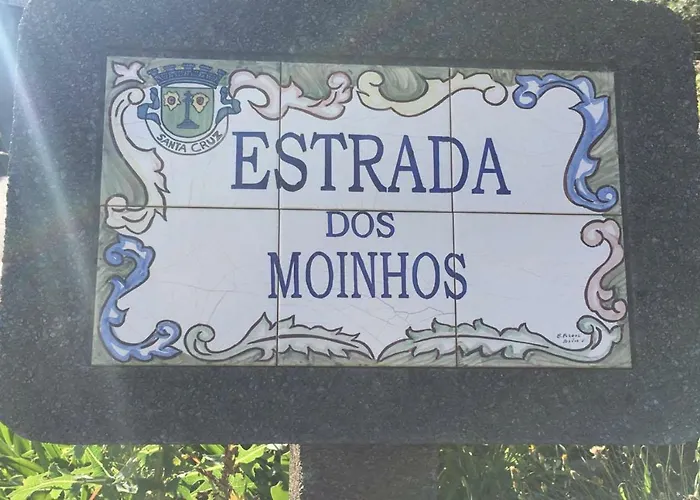 SANTA CRUZ
ESTRADA
DOS
MOINHOS